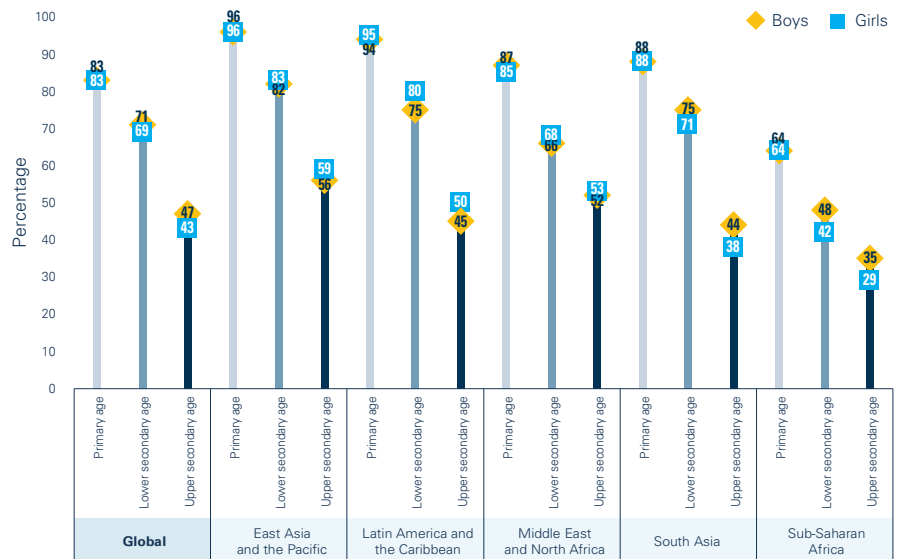 Boys Girls
Percentage
100
90
80
70
60
50
40
30
20
10
0
83
83
71
69
47
43
96
96
83
82
59
56
95
94
80
75
50
45
87
85
68
66
53
52
88
88
75
71
44
38
64
64
48
42
35
29
Primary age
Lower secondary age
Upper secondary age
Primary age
Lower secondary age
Upper secondary age
Primary age
Lower secondary age
Upper secondary age
Primary age
Lower secondary age
Upper secondary age
Primary age
Lower secondary age
Upper secondary age
Primary age
Lower secondary age
Upper secondary age
Global
East Asia
and the Pacific
Latin America and
the Caribbean
Middle East
and North Africa
South Asia
Sub-Saharan
Africa